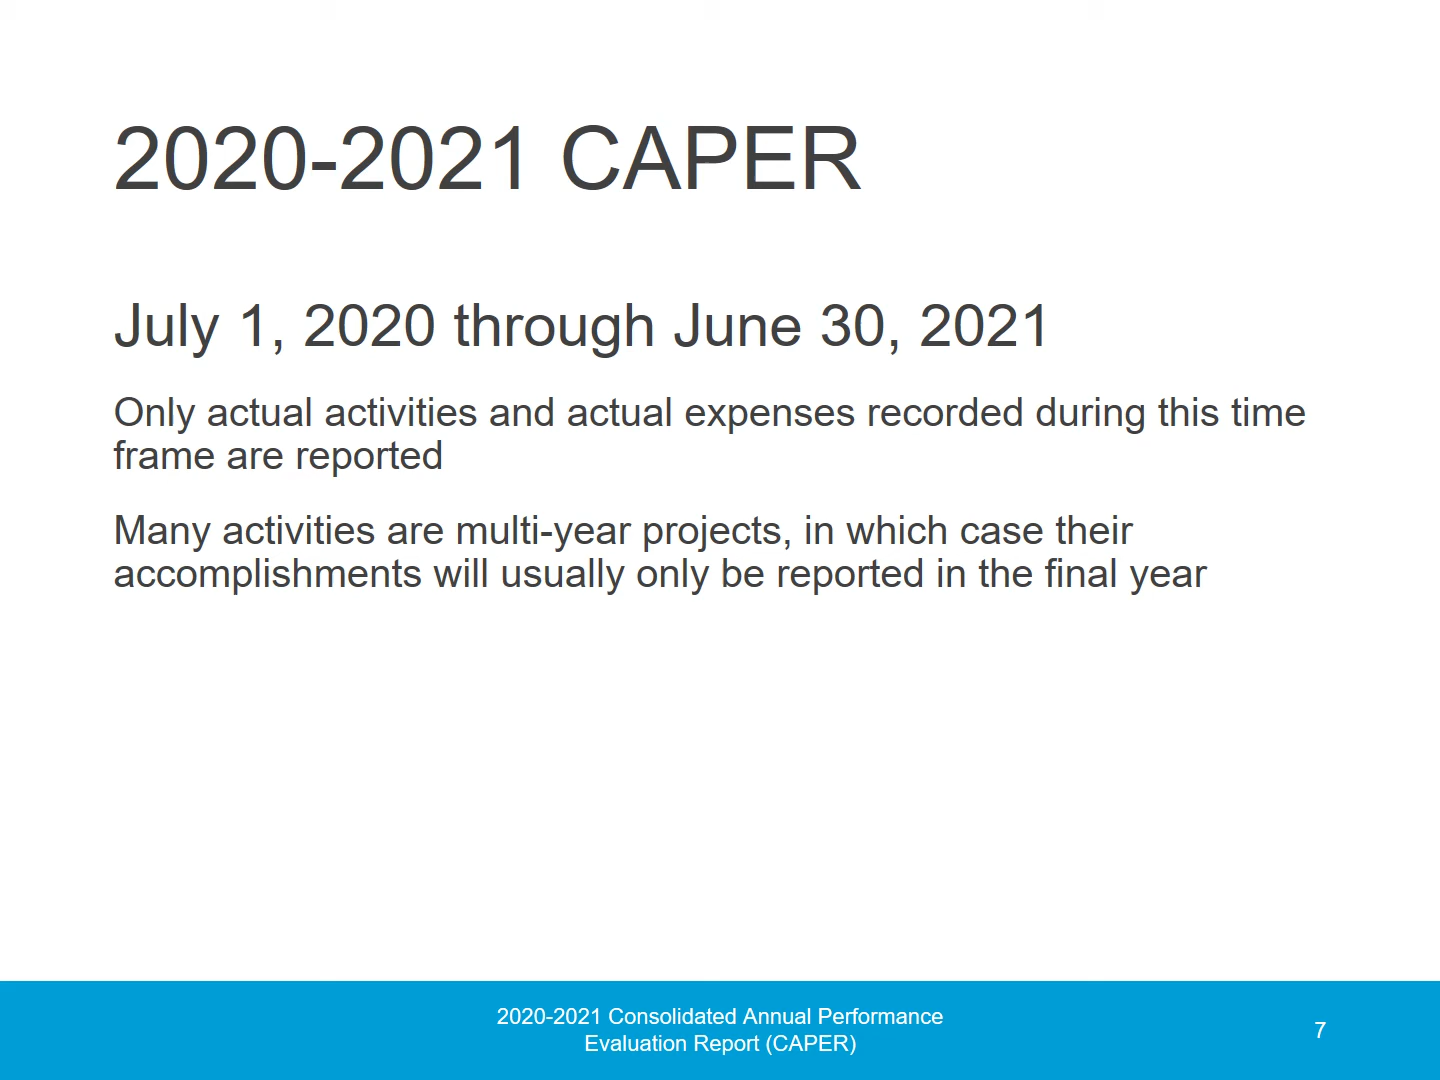 2020-2021 CAPER
July 1, 2020 through June 30, 2021
Only actual activities and actual expenses recorded during this time
frame are reported
Many activities are multi-year projects, in which case their
accomplishments will usually only be reported in the final year
2020-2021 Consolidated Annual Performance
Evaluation Report (CAPER)
7